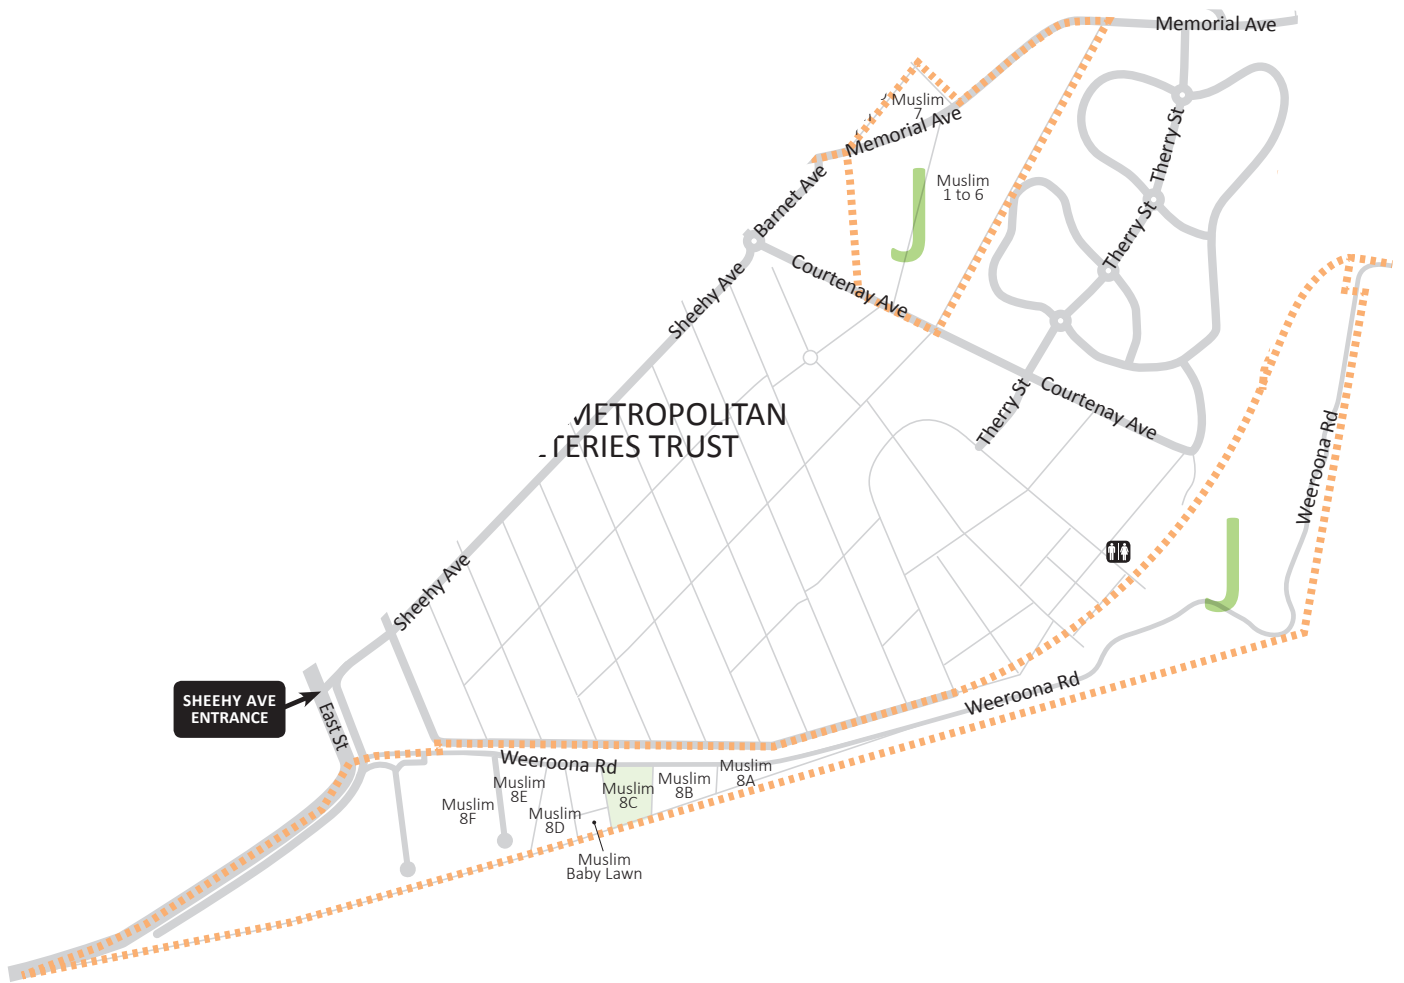 Memorial Ave
Muslim
7
Memorial Ave
Therry St
Muslim
1 to 6
J
Barnet Ave
Therry St
Courtenay Ave
Sheehy Ave
Therry St
Courtenay Ave
METROPOLITAN
TERIES TRUST
Weeroona Rd
J
Sheehy Ave
SHEEHY AVE
ENTRANCE
East St
Weeroona Rd
Weeroona Rd
Muslim
8A
Muslim
8B
Muslim
8C
Muslim
8E
Muslim
8F
Muslim
8D
Muslim
Baby Lawn